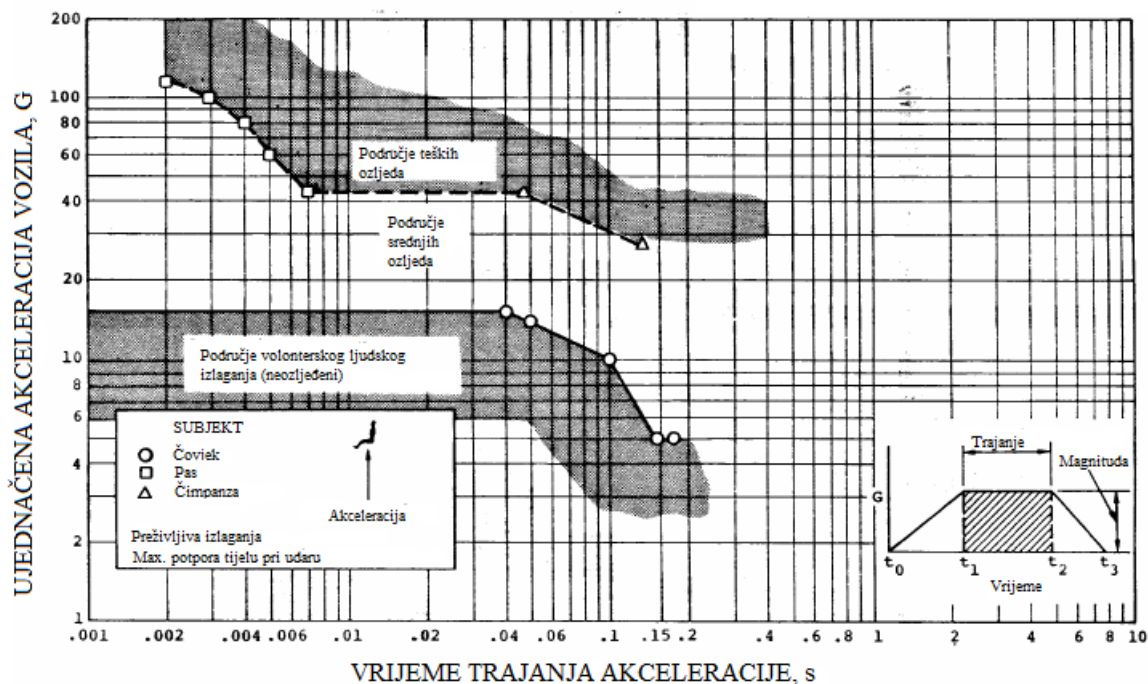 UJEDNAČENA AKCELERACIJA VOZILA, G
200
100
80
60
40
20
10
8
6
4
2
1
Područje teških
ozljeda
Područje
srednjih
ozljeda
Područje volonterskog ljudskog
izlaganja (neozljeđeni)
SUBJEKT
Čovjek
Pas
Čimpanza
Akceleracija
Preživljiva izlaganja
Max. potpora tijelu pri udaru
Trajanje
Magnituda
G
t0 t1 t2 t3
Vrijeme
.001 .002 .004 .006 .01 .02 .04 .06 .1 .15 .2 .4 .6 .8 1 2 4 6 8 10
VRIJEME TRAJANJA AKCELERACIJE, s